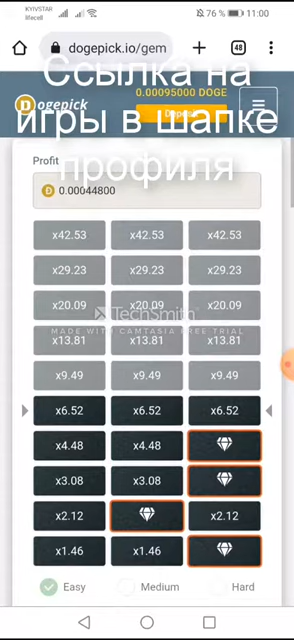 KYIVSTAR
lifecell
76 %
11:00
dogepick.io/gem
48
Ссылка на
игры в шапке
профиля
Dogepick
0.00095000 DOGE
Profit
0.00044800
x42.53 x42.53 x42.53
x29.23 x29.23 x29.23
x20.09 x20.09 x20.09
TechSmith
MADE WITH CAMTASIA FREE TRIAL
x13.81 x13.81 x13.81
x9.49 x9.49 x9.49
x6.52 x6.52 x6.52
x4.48 x4.48
x3.08 x3.08
x2.12 x2.12
x1.46 x1.46
Easy Medium Hard